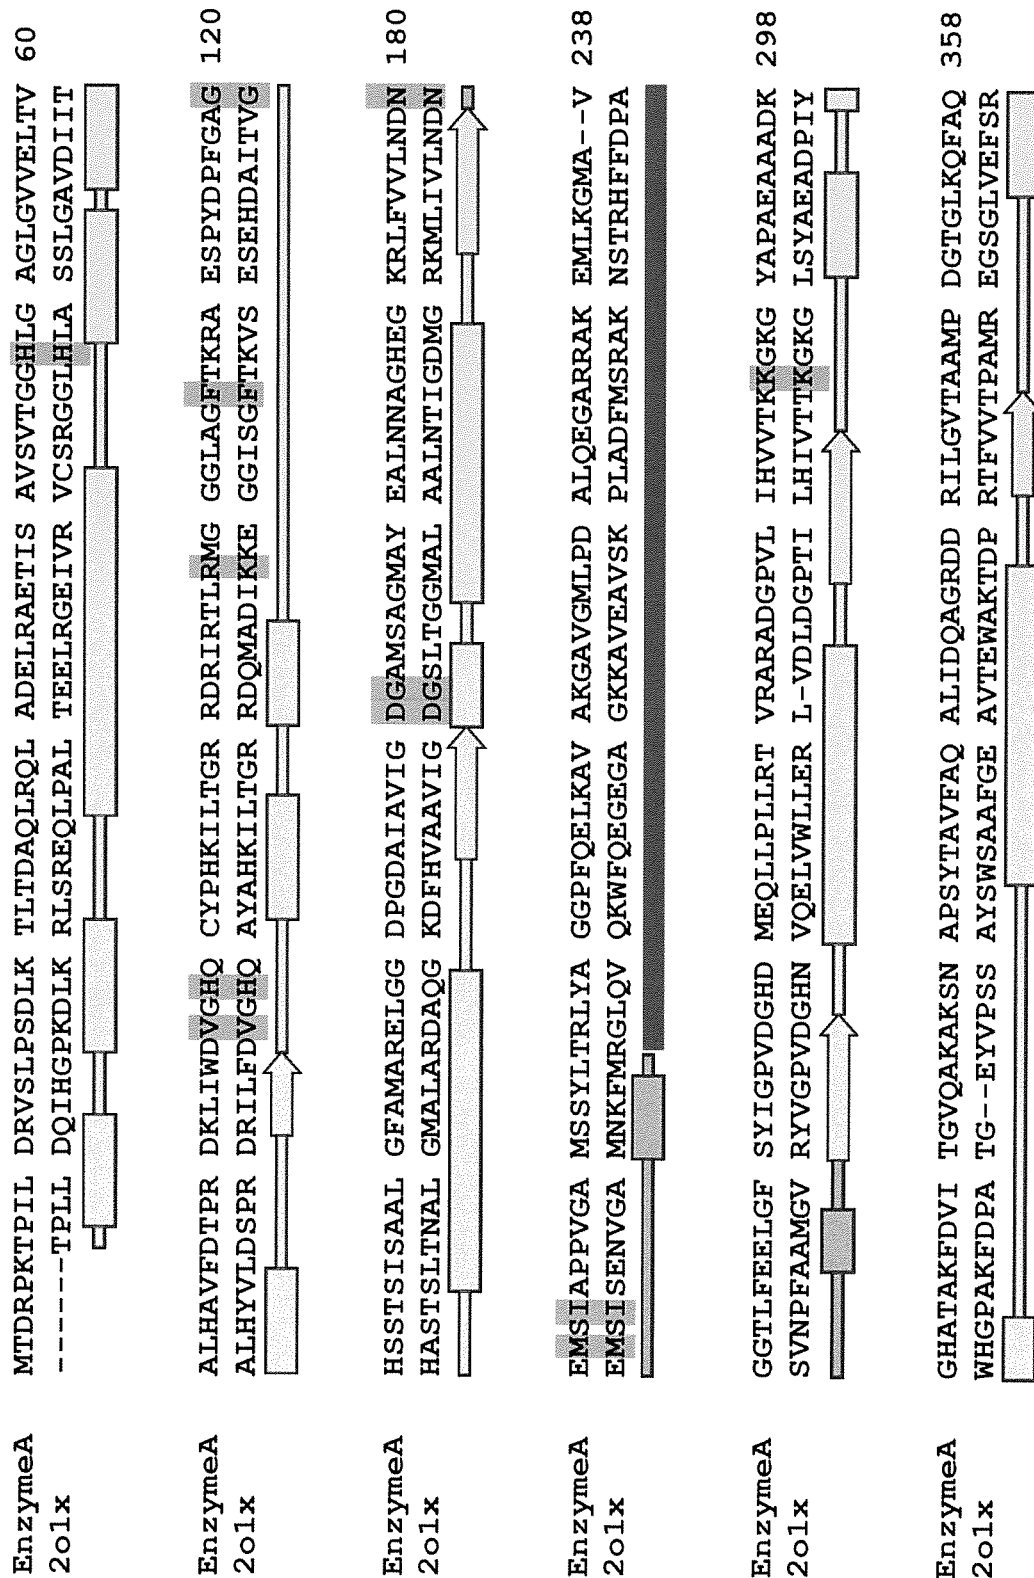 EnzymeA MTDRPKTPIL DRVSLPSDLK TLTDAQLRQL ADELRAETIS AVSVTGGHLG AGLGVVELTV 60
2o1x ------TPLL DQIHGPKDLK RLSREQLPAL TEELRGEIVR VCSRGGLHLA SSLGAVDIIT
EnzymeA ALHAVFDTPR DKLIWDVGHQ CYPHKILTGR RDRIRTLRMG GGLAGFTKRA ESPYDPFGAG 120
2o1x ALHYVLDSPR DRILFDVGHQ AYAHKILTGR RDQMADIKKE GGISGFTKVS ESEHDAITVG
EnzymeA HSSTSISAAL GFAMARELGG DPGDAIAVIG DGAMSAGMAY EALNNAGHEG KRLFVVLNDN 180
2o1x HASTSLTNAL GMALARDAQG KDFHVAAVIG DGSLTGGMAL AALNTIGDMG RKMLIVLNDN
EnzymeA EMSIAPPVGA MSSYLTRLYA GGPFQELKAV AKGAVGMLPD ALQEGARRAK EMLKGMA--V 238
2o1x EMSISENVGA MNKFMRGLQV QKWFQEGEGA GKKAVEAVSK PLADFMSRAK NSTRHFFDPA
EnzymeA GGTLFEELGF SYIGPVDGHD MEQLLPLLRT VRARADGPVL IHVVTKKGKG YAPAEAAADK 298
2o1x SVNPFAAMGV RYVGPVDGHN VQELVWLLER L-VDLDGPTI LHIVTTKGKG LSYAEADPIY
EnzymeA GHATAKFDVI TGVQAKAKSN APSYTAVFAQ ALIDQAGRDD RILGVTAAMP DGTGLKQFAQ 358
2o1x WHGPAKFDPA TG--EYVPSS AYSWSAAFGE AVTEWAKTDP RTFVVTPAMR EGSGLVEFSR